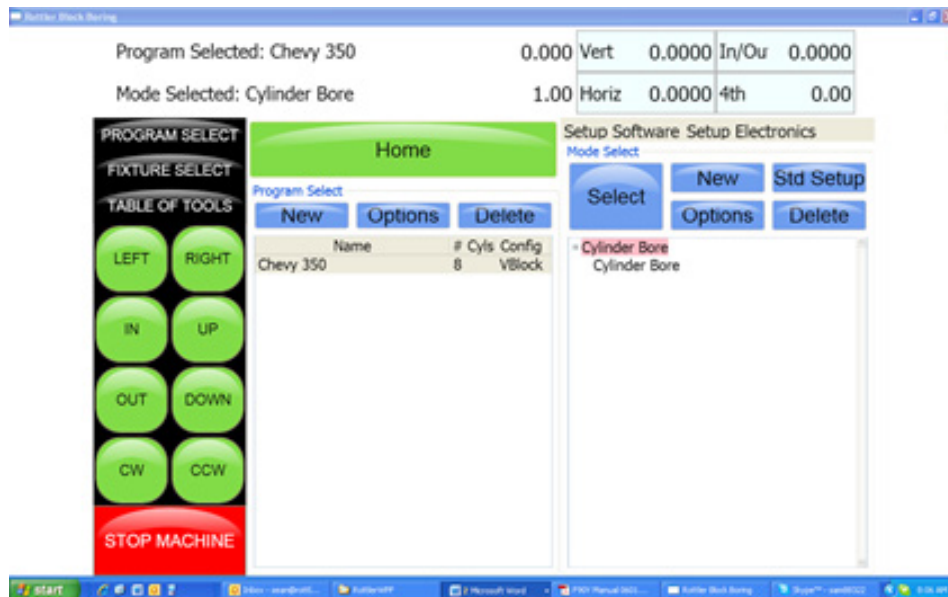 Rottler Block Boring
Program Selected: Chevy 350 0.000 Vert 0.0000 In/Ou 0.0000
Mode Selected: Cylinder Bore 1.00 Horiz 0.0000 4th 0.00
PROGRAM SELECT
FIXTURE SELECT
TABLE OF TOOLS
LEFT RIGHT
IN UP
OUT DOWN
CW CCW
STOP MACHINE
Home
Program Select
New Options Delete
Name # Cyls Config
Chevy 350 8 VBlock
Setup Software Setup Electronics
Mode Select
Select New Std Setup
Options Delete
Cylinder Bore
Cylinder Bore
start 2 Microsoft Word Rottler Block Boring